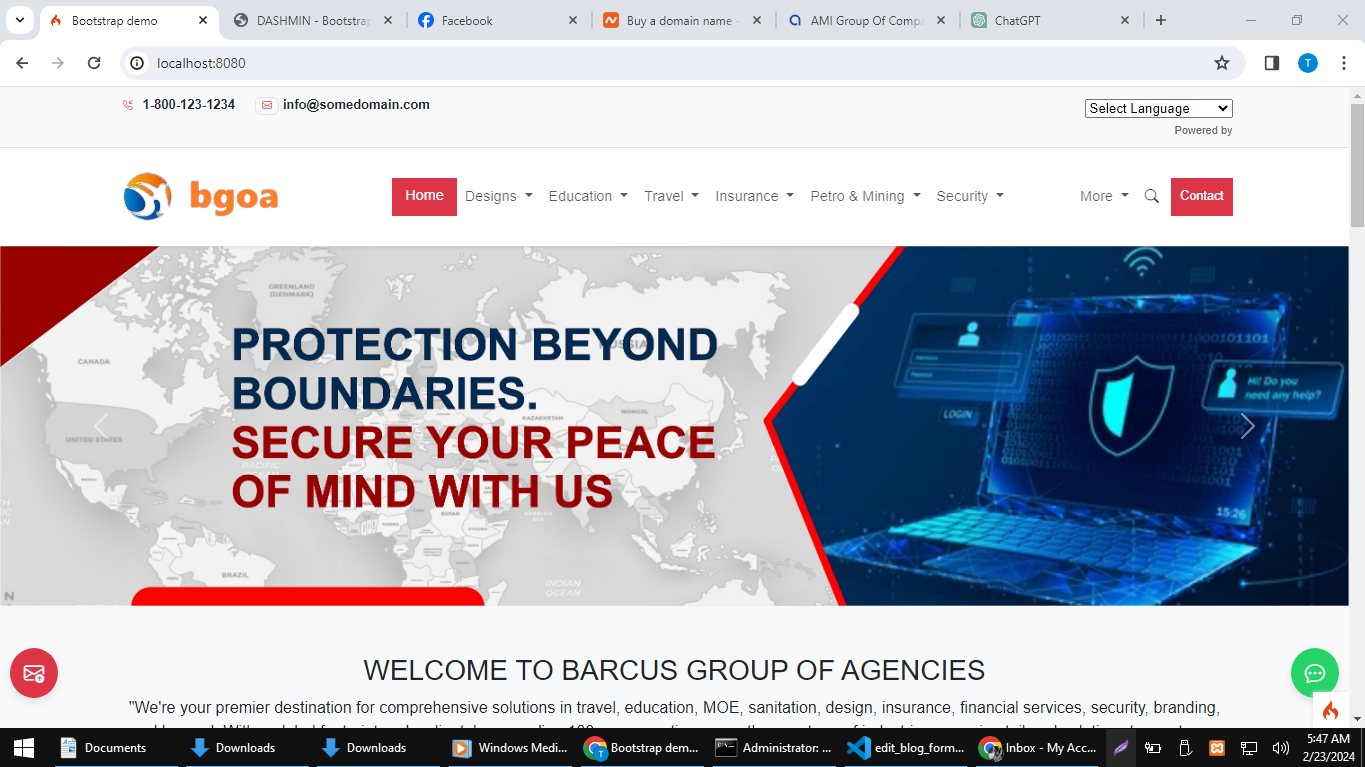 Bootstrap demo
DASHMIN - Bootstrap
Facebook
Buy a domain name -
AMI Group Of Compa
ChatGPT
localhost:8080
T
1-800-123-1234
info@somedomain.com
Select Language
Powered by
bgoa
Home
Designs
Education
Travel
Insurance
Petro & Mining
Security
More
Contact
GREENLAND
(DENMARK)
CANADA
RUSSIA
PROTECTION BEYOND
BOUNDARIES.
SECURE YOUR PEACE
OF MIND WITH US
UNITED STATES
KAZAKHSTAN
MONGOL
SUDAN
BRAZIL
INDIAN
OCEAN
LOGIN
Hi! Do you
need any help?
15:26
WELCOME TO BARCUS GROUP OF AGENCIES
"We're your premier destination for comprehensive solutions in travel, education, MOE, sanitation, design, insurance, financial services, security, branding,
Documents
Downloads
Downloads
Windows Medi...
Bootstrap dem...
Administrator: ...
edit_blog_form...
Inbox - My Acc...
5:47 AM
2/23/2024